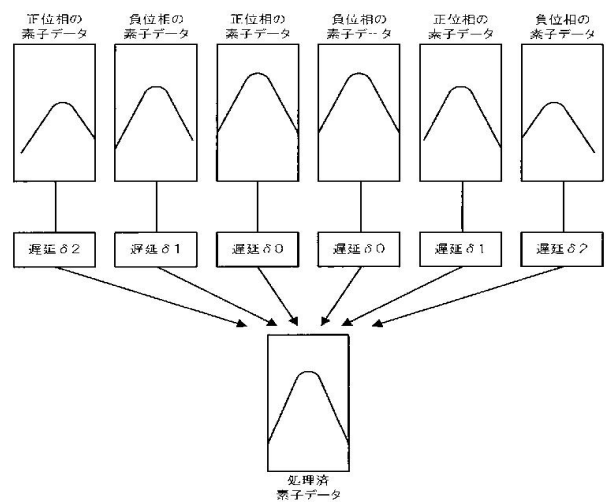 正位相の
素子データ
負位相の
素子データ
正位相の
素子データ
負位相の
素子データ
正位相の
素子データ
負位相の
素子データ
遅延δ2
遅延δ1
遅延δ0
遅延δ0
遅延δ1
遅延δ2
処理済
素子データ